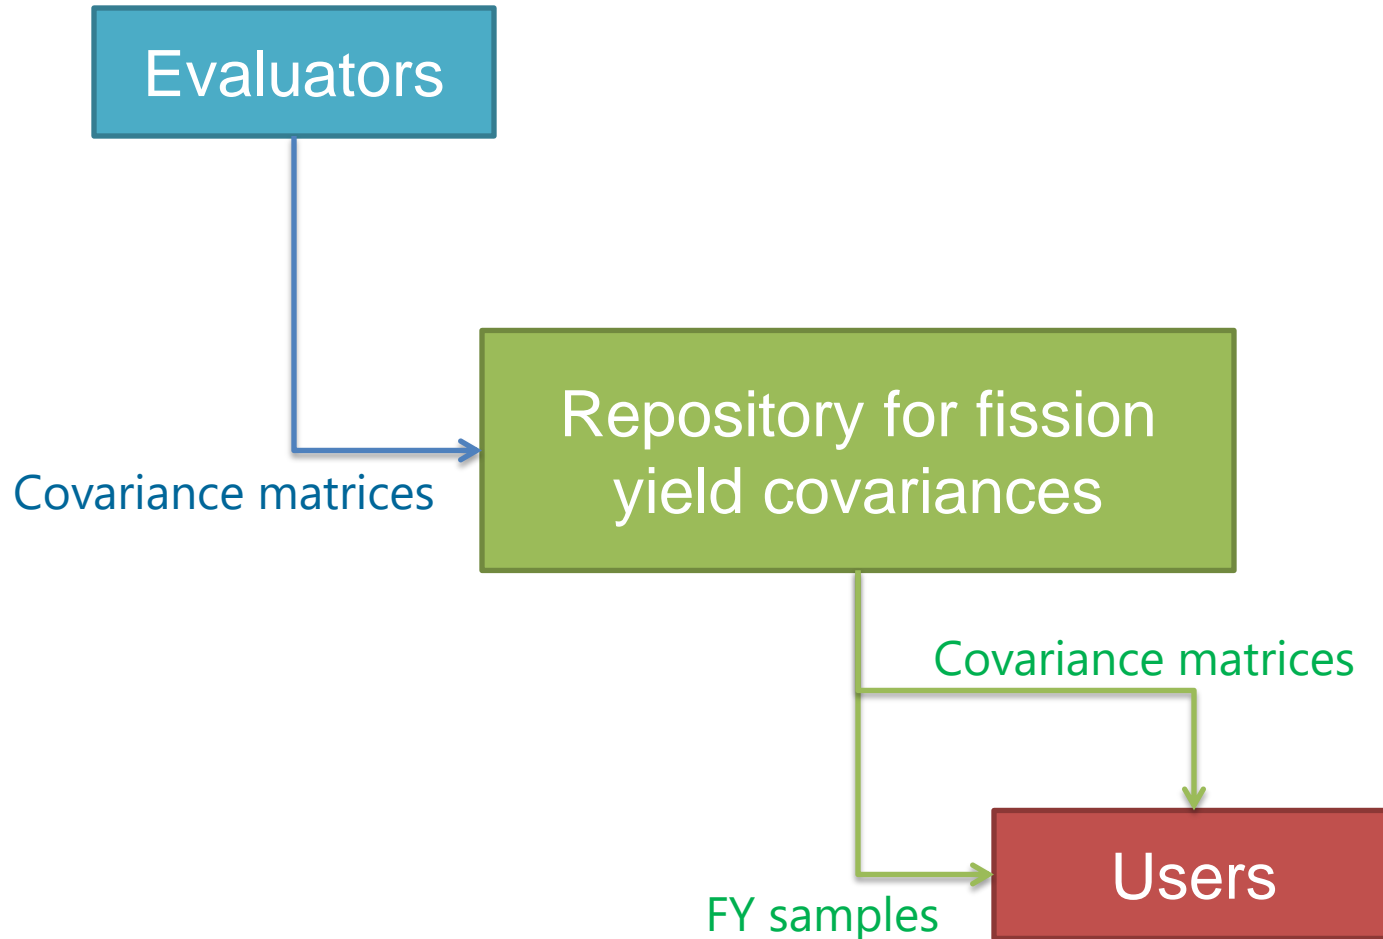 Evaluators
Repository for fission
yield covariances
Covariance matrices
Covariance matrices
Users
FY samples